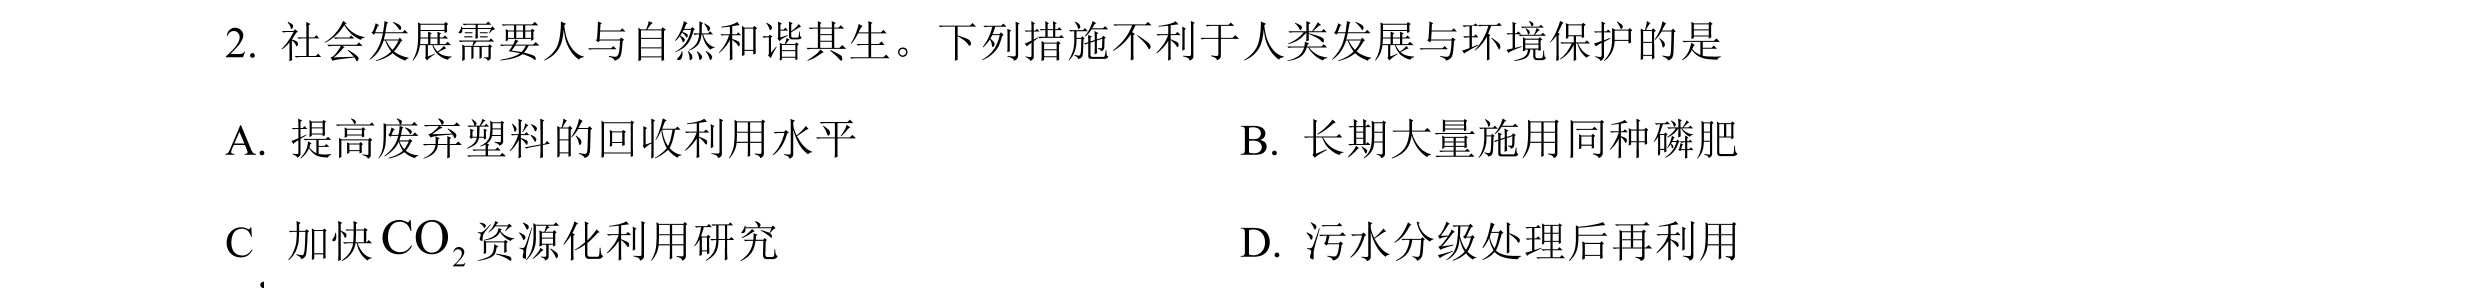 2. 社会发展需要人与自然和谐共生。下列措施不利于人类发展与环境保护的是
A. 提高废弃塑料的回收利用水平 B. 长期大量施用同种磷肥
C 加快CO₂资源化利用研究 D. 污水分级处理后再利用